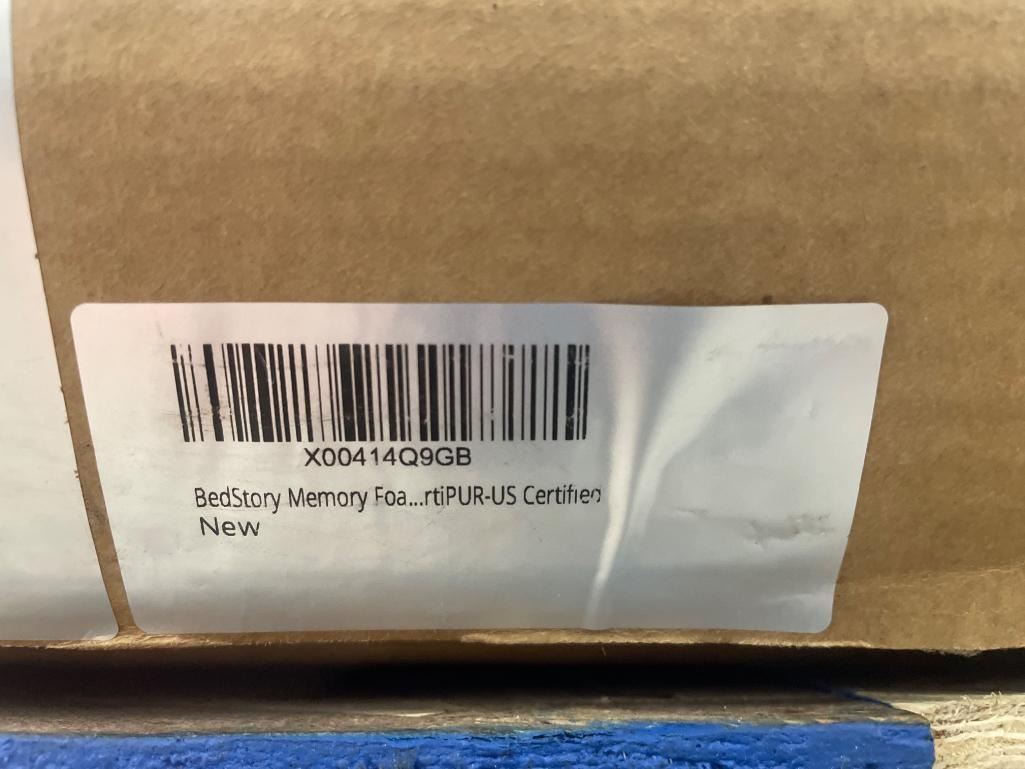 X00414Q9GB
BedStory Memory Foa...rtiPUR-US Certified
New